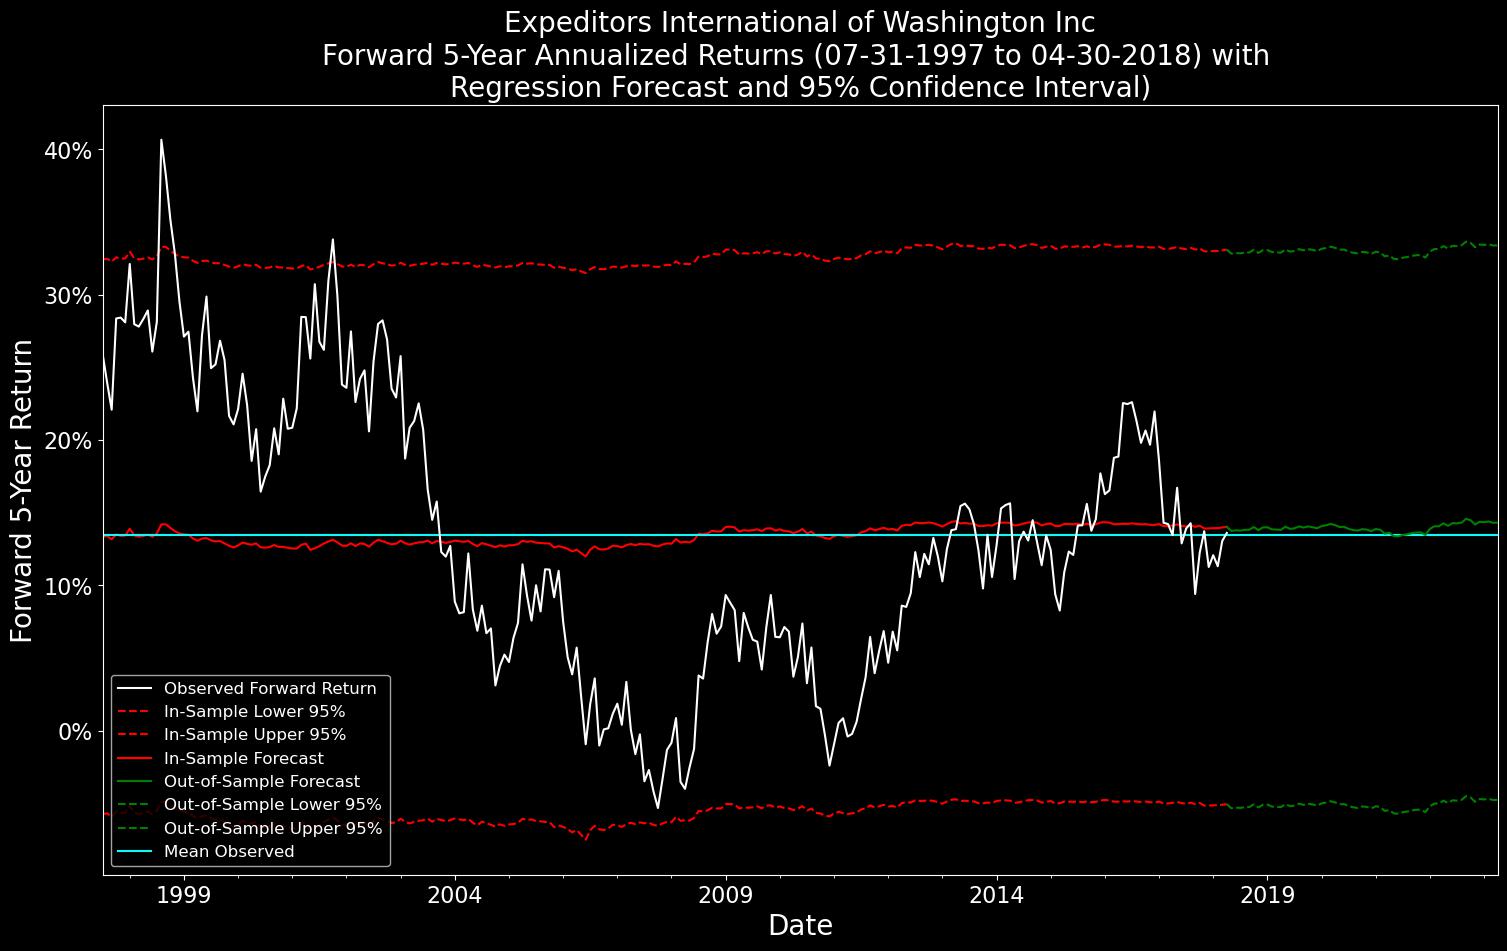 Expeditors International of Washington Inc
Forward 5-Year Annualized Returns (07-31-1997 to 04-30-2018) with
Regression Forecast and 95% Confidence Interval)
Forward 5-Year Return
40%
30%
20%
10%
0%
Observed Forward Return
In-Sample Lower 95%
In-Sample Upper 95%
In-Sample Forecast
Out-of-Sample Forecast
Out-of-Sample Lower 95%
Out-of-Sample Upper 95%
Mean Observed
1999
2004
2009
2014
2019
Date